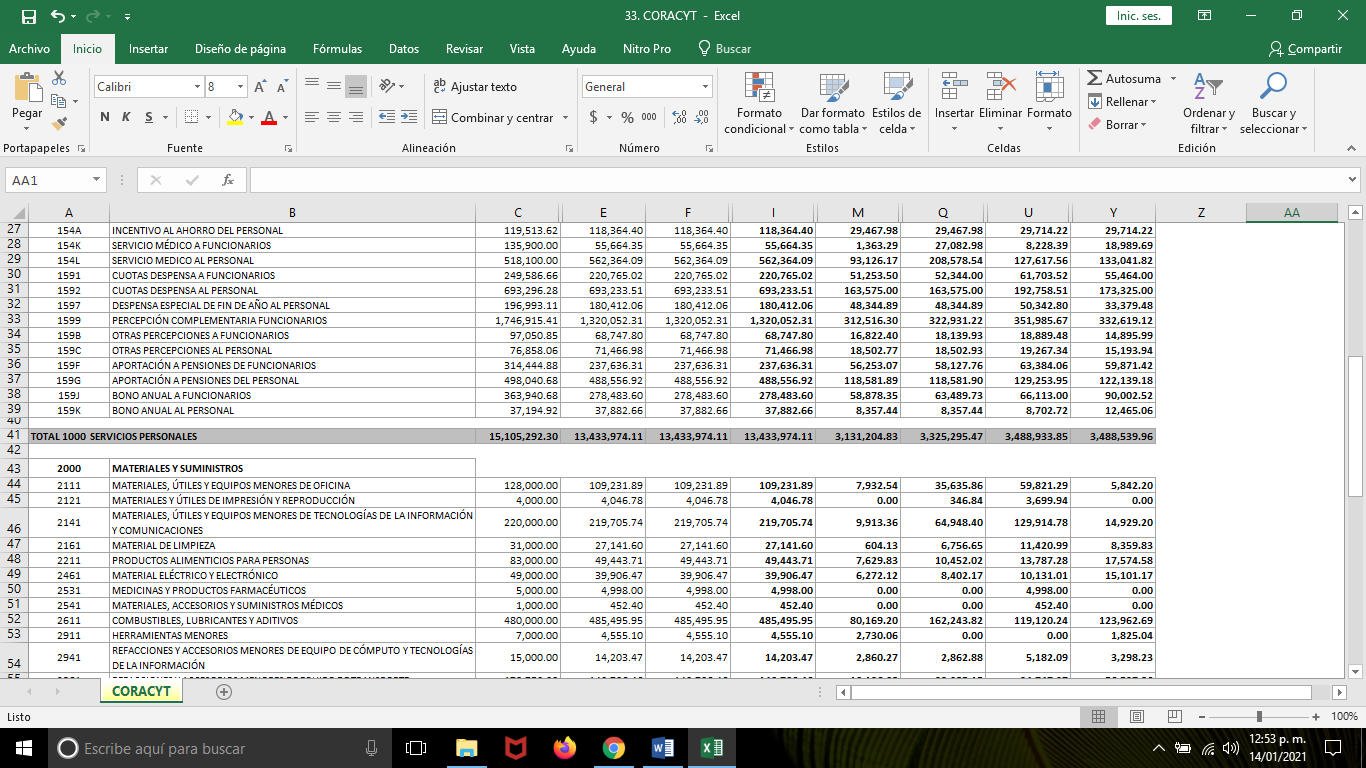 33. CORACYT - Excel
Inic. ses.
Archivo Inicio Insertar Diseño de página Fórmulas Datos Revisar Vista Ayuda Nitro Pro Buscar Compartir
Pegar
Calibri 8
N K S
Ajustar texto
Combinar y centrar
General
$ % 000
Formato condicional
Dar formato como tabla
Estilos de celda
Insertar Eliminar Formato
Autosuma
Rellenar
Borrar
Ordenar y filtrar
Buscar y seleccionar
Portapapeles Fuente Alineación Número Estilos Celdas Edición
AA1 fx
A B C E F I M Q U Y Z AA
27 154A INCENTIVO AL AHORRO DEL PERSONAL 119,513.62 118,364.40 118,364.40 118,364.40 29,467.98 29,467.98 29,714.22 29,714.22
28 154K SERVICIO MÉDICO A FUNCIONARIOS 135,900.00 55,664.35 55,664.35 55,664.35 1,363.29 27,082.98 8,228.39 18,989.69
29 154L SERVICIO MEDICO AL PERSONAL 518,100.00 562,364.09 562,364.09 562,364.09 93,126.17 208,578.54 127,617.56 133,041.82
30 1591 CUOTAS DESPENSA A FUNCIONARIOS 249,586.66 220,765.02 220,765.02 220,765.02 51,253.50 52,344.00 61,703.52 55,464.00
31 1592 CUOTAS DESPENSA AL PERSONAL 693,296.28 693,233.51 693,233.51 693,233.51 163,575.00 163,575.00 192,758.51 173,325.00
32 1597 DESPENSA ESPECIAL DE FIN DE AÑO AL PERSONAL 196,993.11 180,412.06 180,412.06 180,412.06 48,344.89 48,344.89 50,342.80 33,379.48
33 1599 PERCEPCIÓN COMPLEMENTARIA FUNCIONARIOS 1,746,915.41 1,320,052.31 1,320,052.31 1,320,052.31 312,516.30 322,931.22 351,985.67 332,619.12
34 159B OTRAS PERCEPCIONES A FUNCIONARIOS 97,050.85 68,747.80 68,747.80 68,747.80 16,822.40 18,139.93 18,889.48 14,895.99
35 159C OTRAS PERCEPCIONES AL PERSONAL 76,858.06 71,466.98 71,466.98 71,466.98 18,502.77 18,502.93 19,267.34 15,193.94
36 159F APORTACIÓN A PENSIONES DE FUNCIONARIOS 314,444.88 237,636.31 237,636.31 237,636.31 56,253.07 58,127.76 63,384.06 59,871.42
37 159G APORTACIÓN A PENSIONES DEL PERSONAL 498,040.68 488,556.92 488,556.92 488,556.92 118,581.89 118,581.90 129,253.95 122,139.18
38 159J BONO ANUAL A FUNCIONARIOS 363,940.68 278,483.60 278,483.60 278,483.60 58,878.35 63,489.73 66,113.00 90,002.52
39 159K BONO ANUAL AL PERSONAL 37,194.92 37,882.66 37,882.66 37,882.66 8,357.44 8,357.44 8,702.72 12,465.06
40
41 TOTAL 1000 SERVICIOS PERSONALES 15,105,292.30 13,433,974.11 13,433,974.11 13,433,974.11 3,131,204.83 3,325,295.47 3,488,933.85 3,488,539.96
42
43 2000 MATERIALES Y SUMINISTROS
44 2111 MATERIALES, ÚTILES Y EQUIPOS MENORES DE OFICINA 128,000.00 109,231.89 109,231.89 109,231.89 7,932.54 35,635.86 59,821.29 5,842.20
45 2121 MATERIALES Y ÚTILES DE IMPRESIÓN Y REPRODUCCIÓN 4,000.00 4,046.78 4,046.78 4,046.78 0.00 346.84 3,699.94 0.00
46 2141 MATERIALES, ÚTILES Y EQUIPOS MENORES DE TECNOLOGÍAS DE LA INFORMACIÓN
Y COMUNICACIONES 220,000.00 219,705.74 219,705.74 219,705.74 9,913.36 64,948.40 129,914.78 14,929.20
47 2161 MATERIAL DE LIMPIEZA 31,000.00 27,141.60 27,141.60 27,141.60 604.13 6,756.65 11,420.99 8,359.83
48 2211 PRODUCTOS ALIMENTICIOS PARA PERSONAS 83,000.00 49,443.71 49,443.71 49,443.71 7,629.83 10,452.02 13,787.28 17,574.58
49 2461 MATERIAL ELÉCTRICO Y ELECTRÓNICO 49,000.00 39,906.47 39,906.47 39,906.47 6,272.12 8,402.17 10,131.01 15,101.17
50 2531 MEDICINAS Y PRODUCTOS FARMACÉUTICOS 5,000.00 4,998.00 4,998.00 4,998.00 0.00 0.00 4,998.00 0.00
51 2541 MATERIALES, ACCESORIOS Y SUMINISTROS MÉDICOS 1,000.00 452.40 452.40 452.40 0.00 0.00 452.40 0.00
52 2611 COMBUSTIBLES, LUBRICANTES Y ADITIVOS 480,000.00 485,495.95 485,495.95 485,495.95 80,169.20 162,243.82 119,120.24 123,962.69
53 2911 HERRAMIENTAS MENORES 7,000.00 4,555.10 4,555.10 4,555.10 2,730.06 0.00 0.00 1,825.04
54 2941 REFACCIONES Y ACCESORIOS MENORES DE EQUIPO DE CÓMPUTO Y TECNOLOGÍAS
DE LA INFORMACIÓN 15,000.00 14,203.47 14,203.47 14,203.47 2,860.27 2,862.88 5,182.09 3,298.23
CORACYT
Listo 100%
Escribe aquí para buscar
12:53 p. m.
14/01/2021